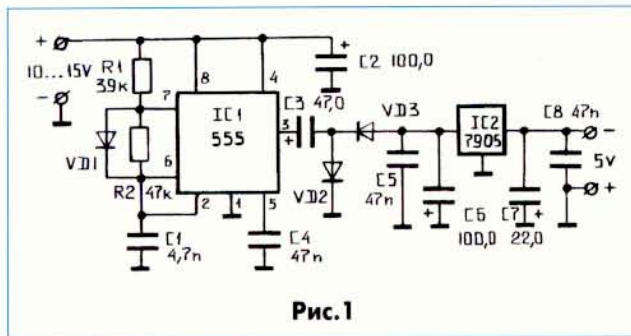 +
10...15V
-
R1
39к
8
4
+
C2 100,0
7
IC1
555
3
+
C3 47,0
VD3
IC2
7905
C8 47n
-
VD1
6
R2 47к
2
1
5
VD2
C5
47n
5V
+
C1
4,7n
C4
47n
+
C6
100,0
C7
22,0
+
Рис.1